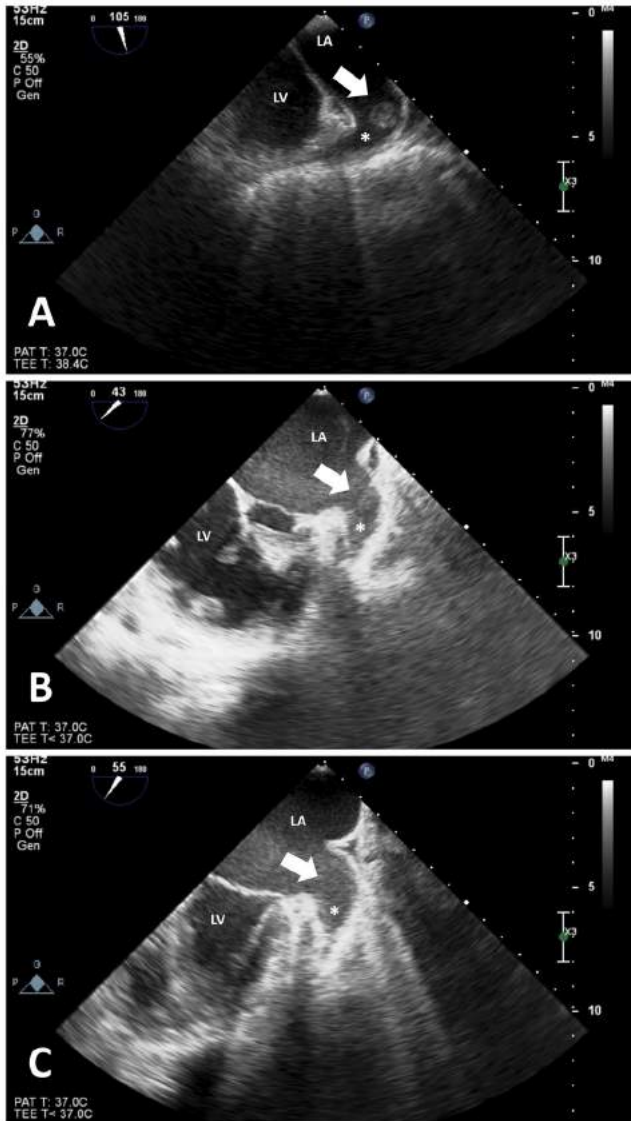 53Hz
15cm
105
0
180
P
M4
0
2D
55%
C 50
P Off
Gen
LA
LV
*
5
X3
G
P R
10
A
PAT T: 37.0C
TEE T: 38.4C
53Hz
15cm
43
0
180
P
M4
0
2D
77%
C 50
P Off
Gen
LA
LV
*
5
X3
G
P R
10
B
PAT T: 37.0C
TEE T< 37.0C
53Hz
15cm
55
0
180
P
M4
0
2D
71%
C 50
P Off
Gen
LA
LV
*
5
X3
G
P R
10
C
PAT T: 37.0C
TEE T< 37.0C